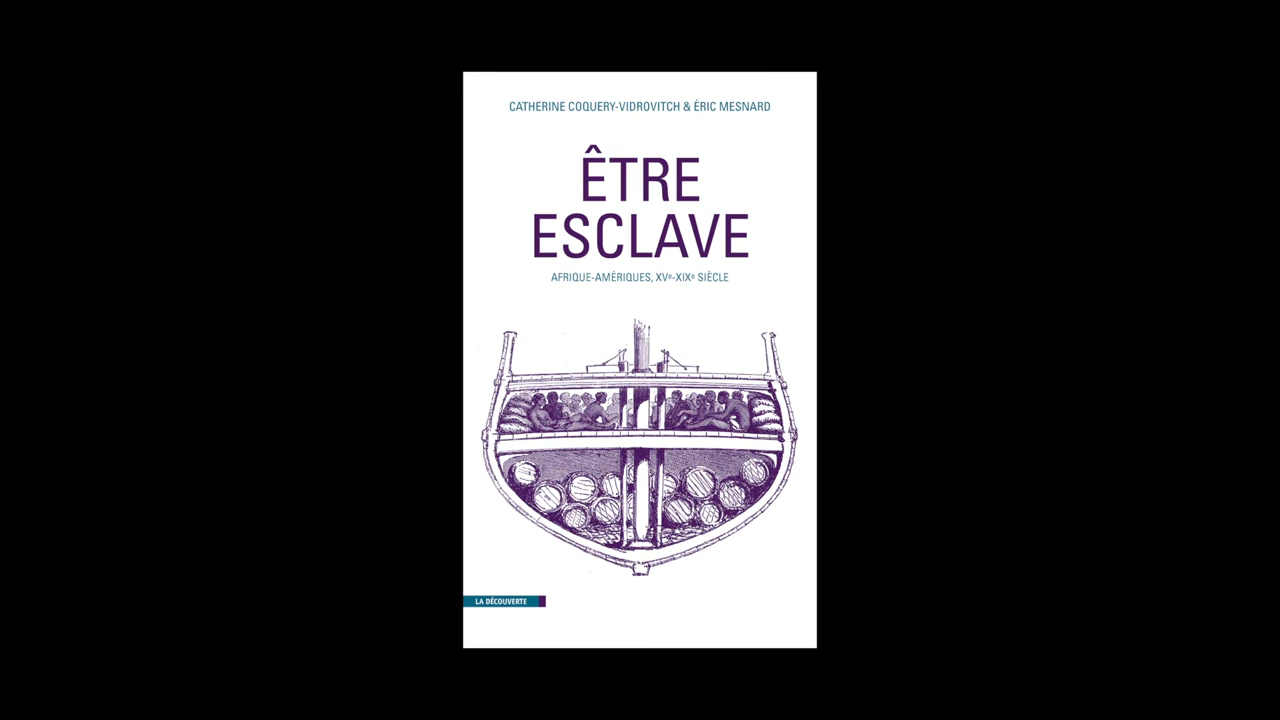 CATHERINE COQUERY-VIDROVITCH & ÉRIC MESNARD
ÊTRE
ESCLAVE
AFRIQUE-AMÉRIQUES, XVᵉ-XIXᵉ SIÈCLE
LA DÉCOUVERTE